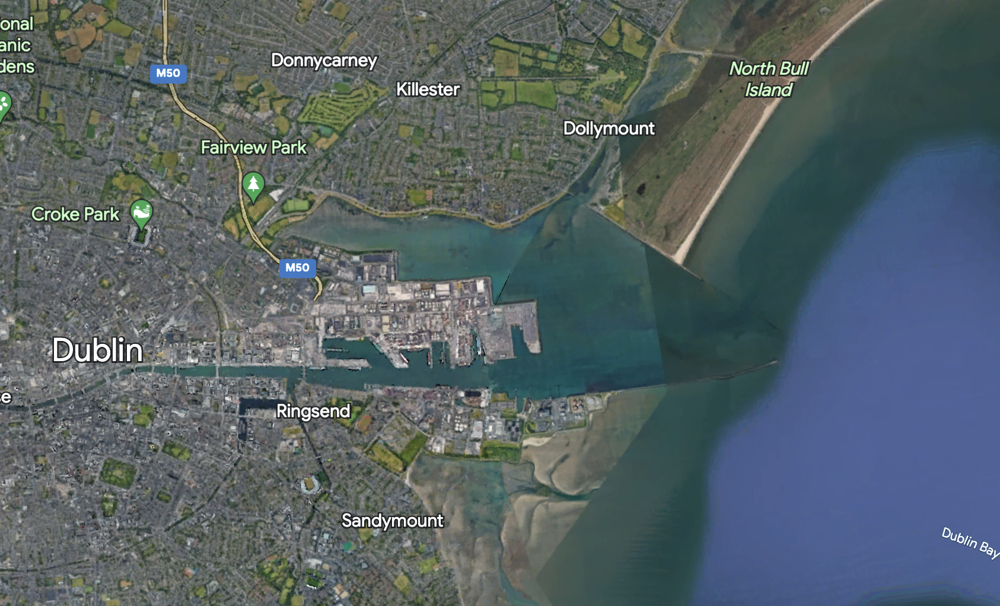 onal
anic
dens
M50
Donnycarney
Killester
North Bull
Island
Dollymount
Fairview Park
Croke Park
M50
Dublin
se
Ringsend
Sandymount
Dublin Bay